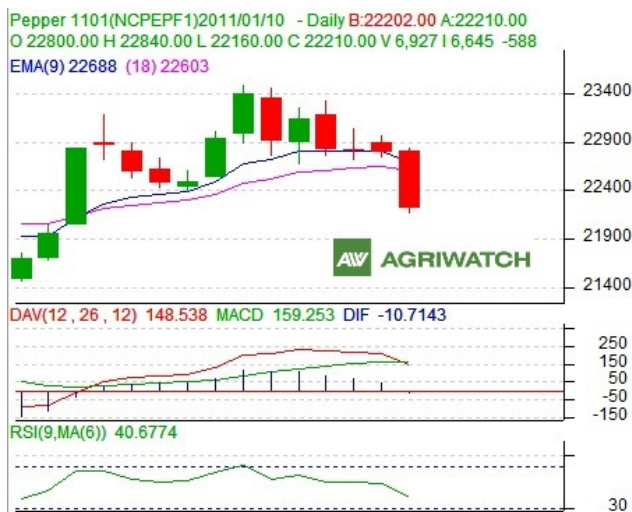 Pepper 1101(NCPEPF1)2011/01/10 - Daily B:22202.00 A:22210.00
O 22800.00 H 22840.00 L 22160.00 C 22210.00 V 6,927 I 6,645 -588
EMA(9) 22688 (18) 22603
23400
22900
22400
21900
AW AGRIWATCH
21400
DAV(12 , 26 , 12) 148.538 MACD 159.253 DIF -10.7143
250
150
50
-50
-150
RSI(9,MA(6)) 40.6774
30